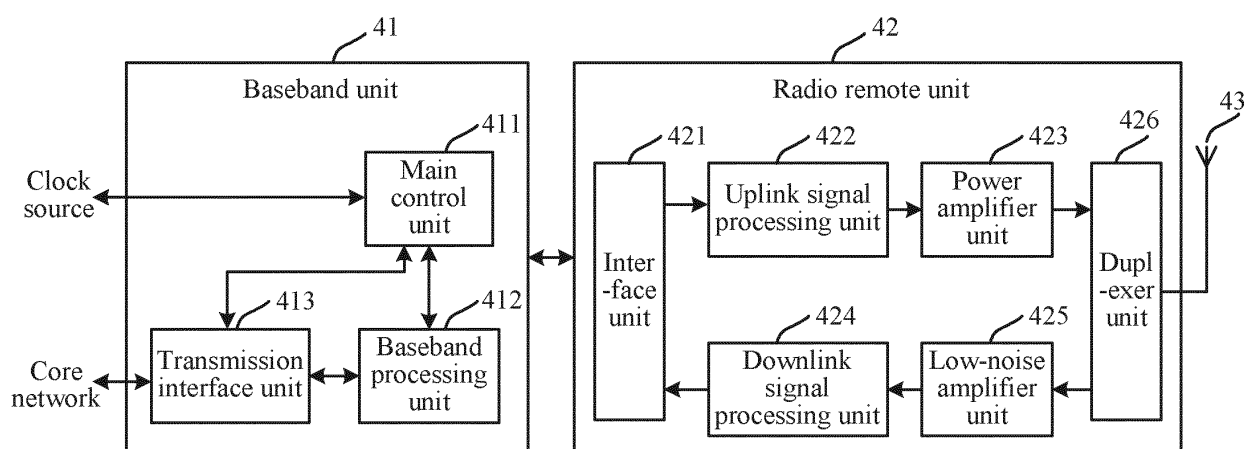 41
42
Baseband unit
Radio remote unit
43
411
421
422
423
426
Clock
source
Main
control
unit
Uplink signal
processing unit
Power
amplifier
unit
Inter
-face
unit
Dupl
-exer
unit
413
412
424
425
Core
network
Transmission
interface unit
Baseband
processing
unit
Downlink
signal
processing unit
Low-noise
amplifier
unit